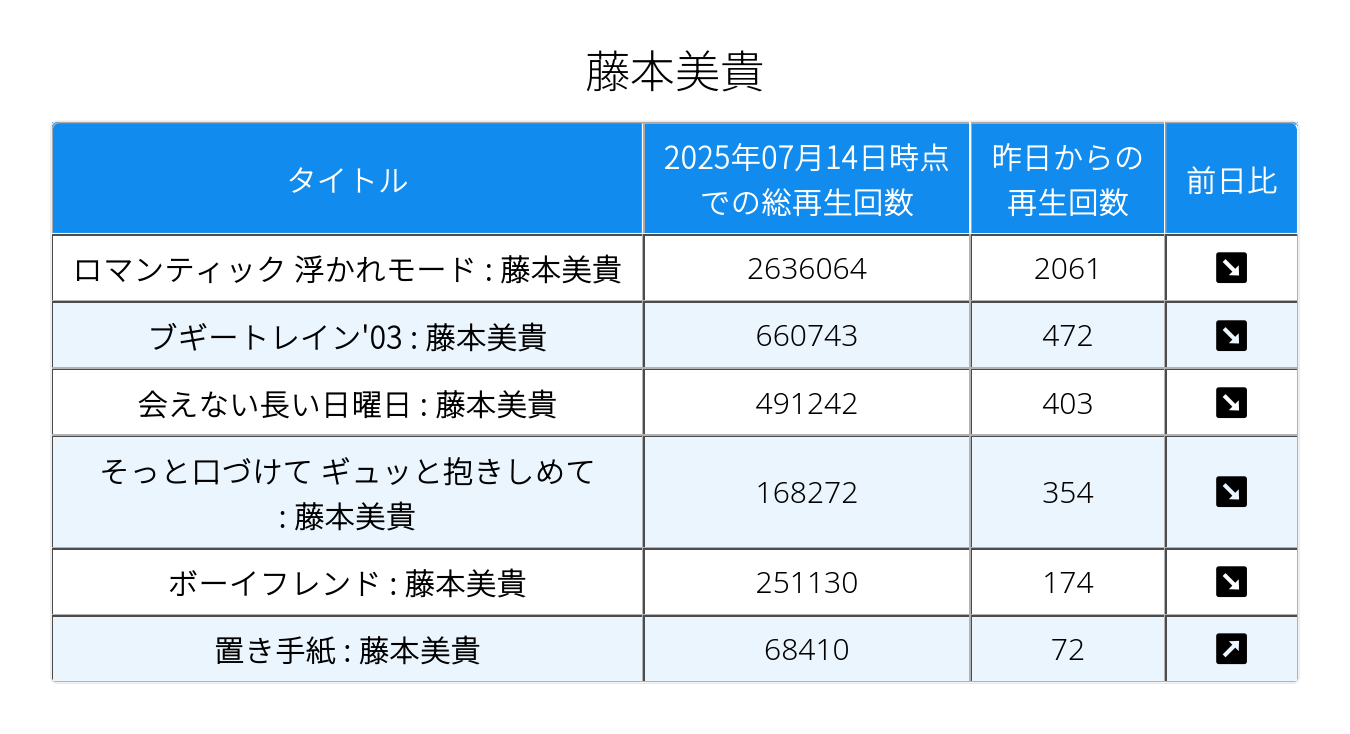 藤本美貴
タイトル
2025年07月14日時点
での総再生回数
昨日からの
再生回数
前日比
ロマンティック 浮かれモード : 藤本美貴
2636064
2061
ブギートレイン'03 : 藤本美貴
660743
472
会えない長い日曜日 : 藤本美貴
491242
403
そっと口づけて ギュッと抱きしめて
: 藤本美貴
168272
354
ボーイフレンド : 藤本美貴
251130
174
置き手紙 : 藤本美貴
68410
72